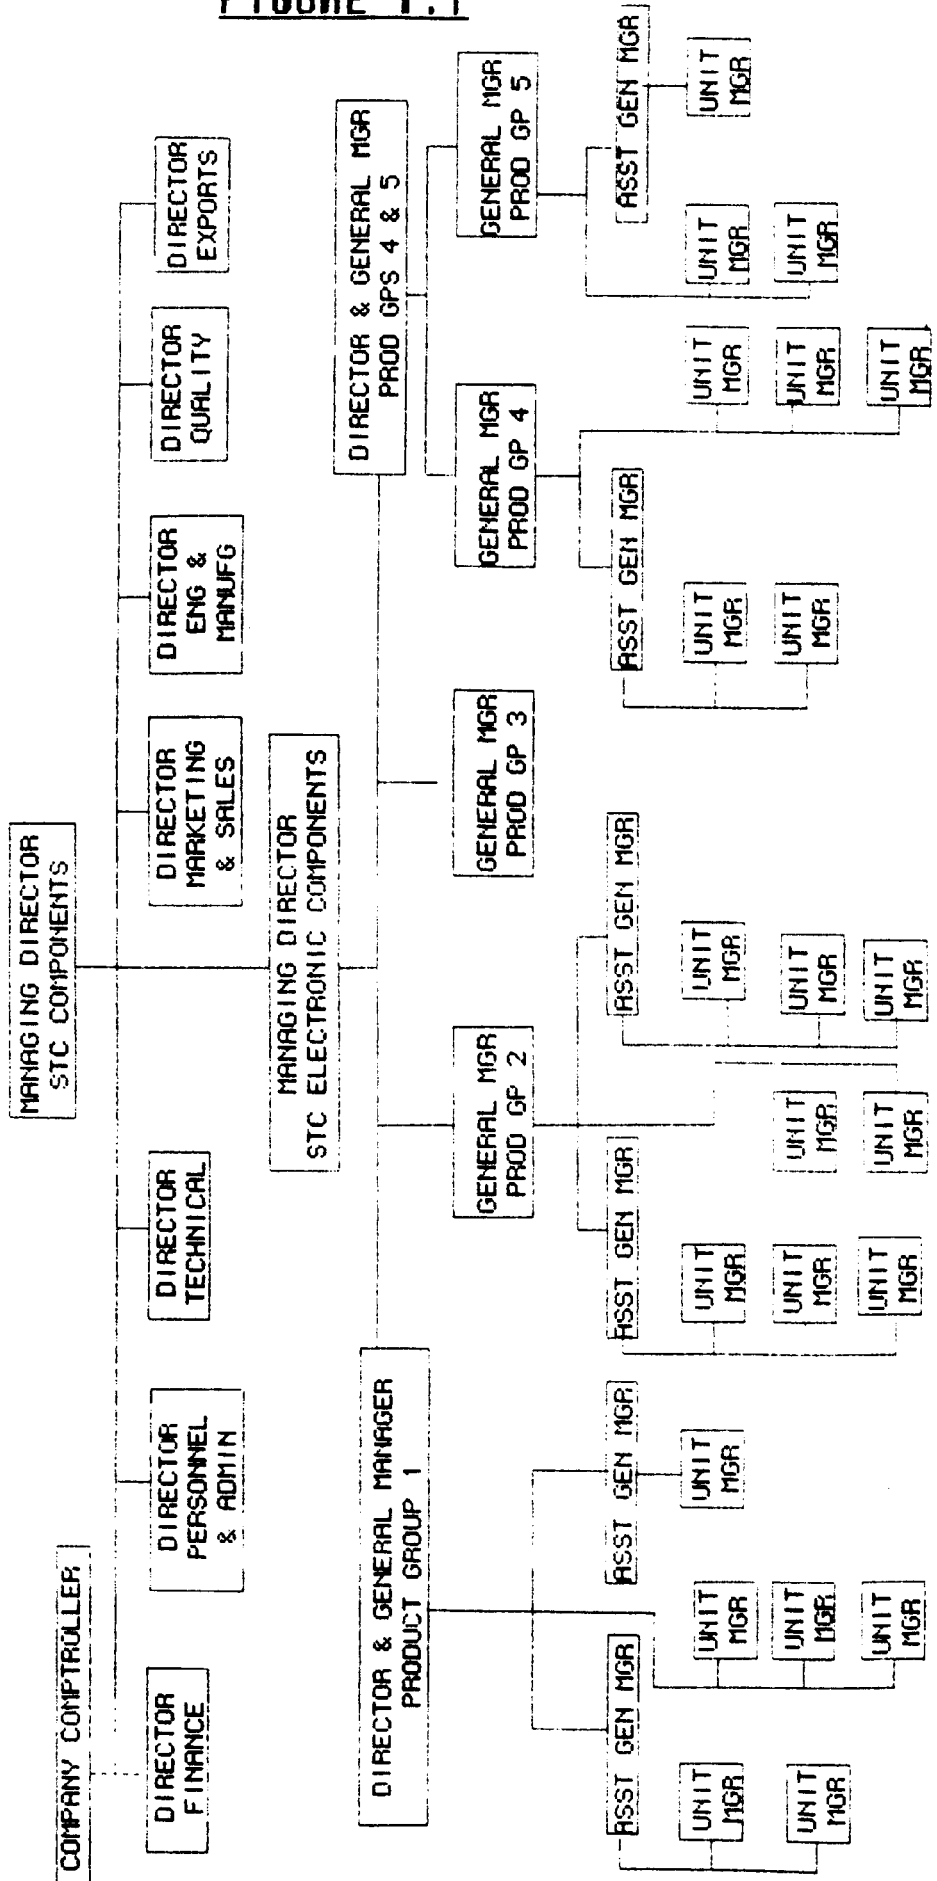 FIGURE 1.1
MANAGING DIRECTOR
STC COMPONENTS
COMPANY COMPTROLLER
DIRECTOR
FINANCE
DIRECTOR
PERSONNEL
& ADMIN
DIRECTOR
TECHNICAL
DIRECTOR
MARKETING
& SALES
DIRECTOR
ENG &
MANUFG
DIRECTOR
QUALITY
DIRECTOR
EXPORTS
MANAGING DIRECTOR
STC ELECTRONIC COMPONENTS
DIRECTOR & GENERAL MANAGER
PRODUCT GROUP 1
GENERAL MGR
PROD GP 2
GENERAL MGR
PROD GP 3
DIRECTOR & GENERAL MGR
PROD GPS 4 & 5
GENERAL MGR
PROD GP 4
GENERAL MGR
PROD GP 5
ASST GEN MGR
UNIT
MGR
UNIT
MGR
UNIT
MGR
UNIT
MGR
UNIT
MGR
ASST GEN MGR
UNIT
MGR
ASST GEN MGR
UNIT
MGR
UNIT
MGR
UNIT
MGR
UNIT
MGR
UNIT
MGR
ASST GEN MGR
UNIT
MGR
UNIT
MGR
UNIT
MGR
ASST GEN MGR
UNIT
MGR
UNIT
MGR
UNIT
MGR
UNIT
MGR
UNIT
MGR
UNIT
MGR
UNIT
MGR
ASST GEN MGR
UNIT
MGR